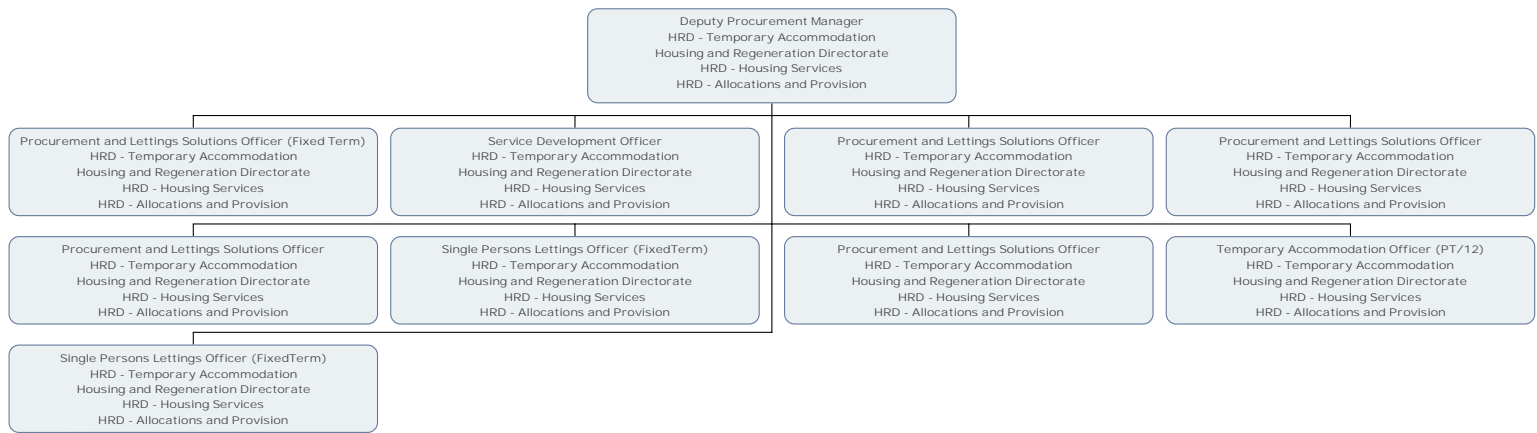 Deputy Procurement Manager
HRD - Temporary Accommodation
Housing and Regeneration Directorate
HRD - Housing Services
HRD - Allocations and Provision
Procurement and Lettings Solutions Officer (Fixed Term)
HRD - Temporary Accommodation
Housing and Regeneration Directorate
HRD - Housing Services
HRD - Allocations and Provision
Service Development Officer
HRD - Temporary Accommodation
Housing and Regeneration Directorate
HRD - Housing Services
HRD - Allocations and Provision
Procurement and Lettings Solutions Officer
HRD - Temporary Accommodation
Housing and Regeneration Directorate
HRD - Housing Services
HRD - Allocations and Provision
Procurement and Lettings Solutions Officer
HRD - Temporary Accommodation
Housing and Regeneration Directorate
HRD - Housing Services
HRD - Allocations and Provision
Procurement and Lettings Solutions Officer
HRD - Temporary Accommodation
Housing and Regeneration Directorate
HRD - Housing Services
HRD - Allocations and Provision
Single Persons Lettings Officer (FixedTerm)
HRD - Temporary Accommodation
Housing and Regeneration Directorate
HRD - Housing Services
HRD - Allocations and Provision
Procurement and Lettings Solutions Officer
HRD - Temporary Accommodation
Housing and Regeneration Directorate
HRD - Housing Services
HRD - Allocations and Provision
Temporary Accommodation Officer (PT/12)
HRD - Temporary Accommodation
Housing and Regeneration Directorate
HRD - Housing Services
HRD - Allocations and Provision
Single Persons Lettings Officer (FixedTerm)
HRD - Temporary Accommodation
Housing and Regeneration Directorate
HRD - Housing Services
HRD - Allocations and Provision